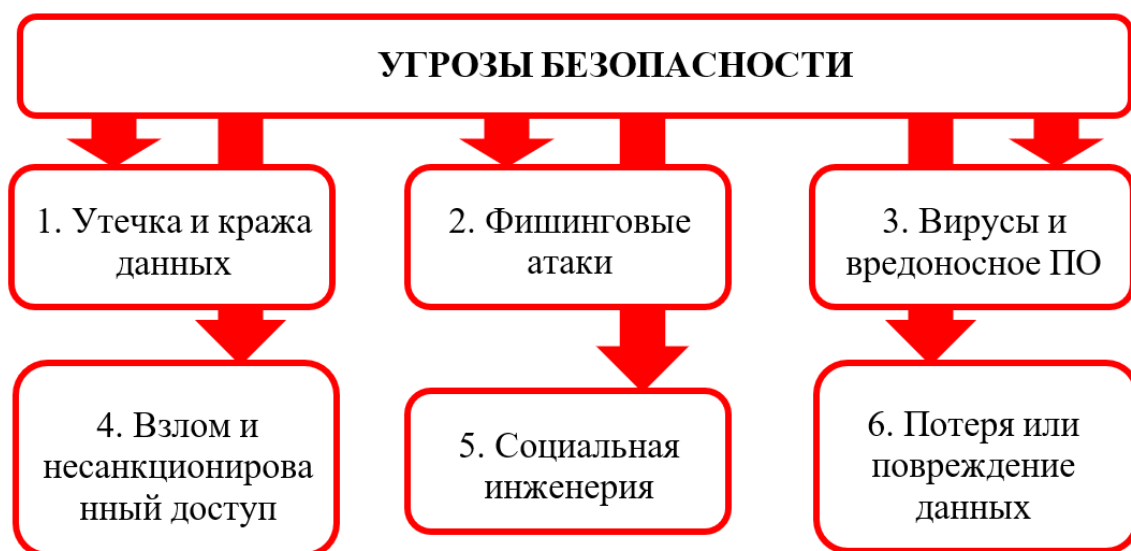 УГРОЗЫ БЕЗОПАСНОСТИ
1. Утечка и кража
данных
2. Фишинговые
атаки
3. Вирусы и
вредоносное ПО
4. Взлом и
несанкционирова
нный доступ
5. Социальная
инженерия
6. Потеря или
повреждение
данных